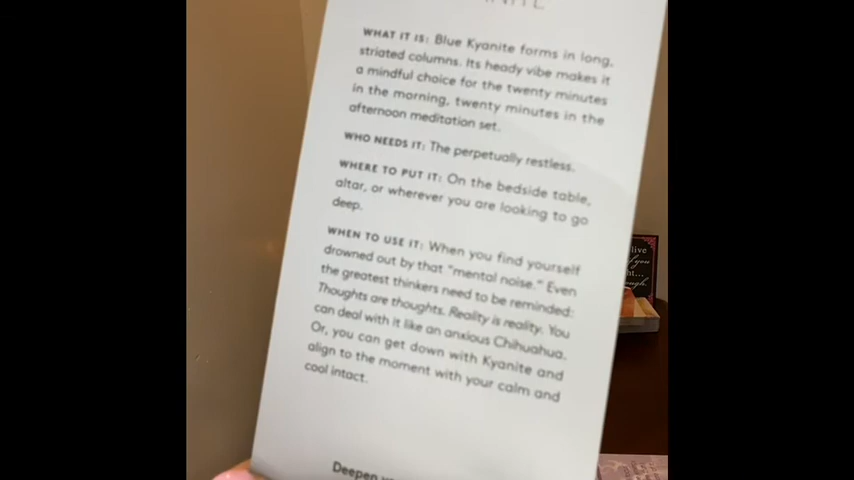 WHAT IT IS: Blue Kyanite forms in long,
striated columns. Its heady vibe makes it
a mindful choice for the twenty minutes
in the morning, twenty minutes in the
afternoon meditation set.
WHO NEEDS IT: The perpetually restless.
WHERE TO PUT IT: On the bedside table,
altar, or wherever you are looking to go
deep.
WHEN TO USE IT: When you find yourself
drowned out by that "mental noise." Even
the greatest thinkers need to be reminded:
Thoughts are thoughts. Reality is reality. You
can deal with it like an anxious Chihuahua.
Or, you can get down with Kyanite and
align to the moment with your calm and
cool intact.
Deepen
live